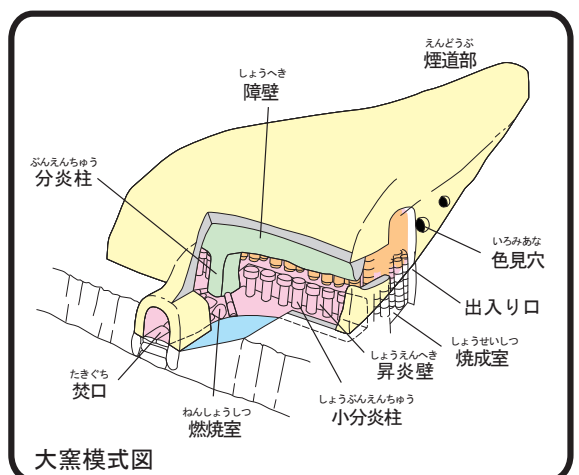 えんどうぶ
煙道部
しょうへき
障壁
ぶんえんちゅう
分炎柱
いろみあな
色見穴
出入り口
しょうせいしつ
焼成室
しょうえんへき
昇炎壁
たきぐち
焚口
しょうぶんえんちゅう
小分炎柱
ねんしょうしつ
燃焼室
大窯模式図